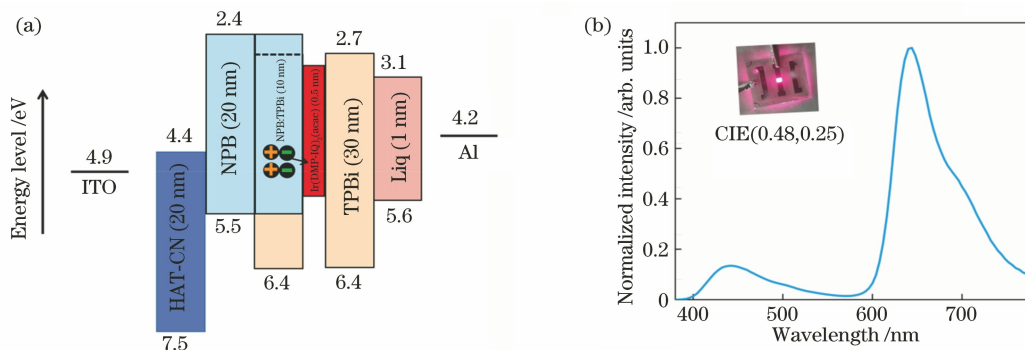 (a)
Energy level /eV
4.9
ITO
4.4
HAT-CN (20 nm)
7.5
2.4
NPB (20 nm)
5.5
NPB:TPBi (10 nm)
6.4
Ir(DMP-IQ)2(acac) (0.5 nm)
2.7
TPBi (30 nm)
6.4
3.1
Liq (1 nm)
5.6
4.2
Al
(b)
Normalized intensity /arb. units
1.0
0.8
0.6
0.4
0.2
0
CIE(0.48,0.25)
400
500
600
700
Wavelength /nm